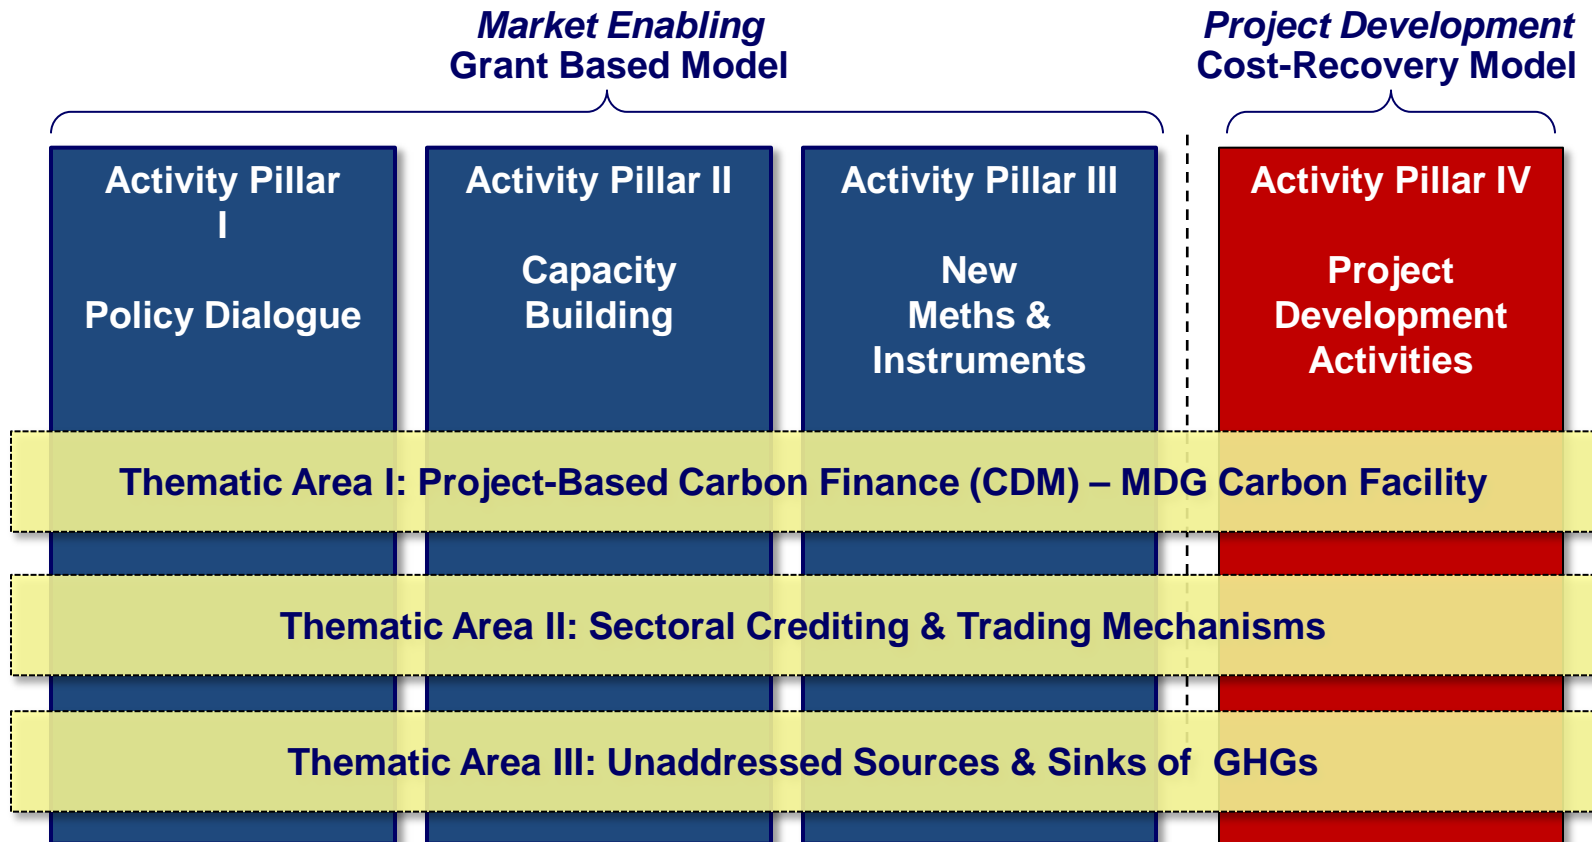 Market Enabling
Grant Based Model
Project Development
Cost-Recovery Model
Activity Pillar
I
Policy Dialogue
Activity Pillar II
Capacity
Building
Activity Pillar III
New
Meths &
Instruments
Activity Pillar IV
Project
Development
Activities
Thematic Area I: Project-Based Carbon Finance (CDM) – MDG Carbon Facility
Thematic Area II: Sectoral Crediting & Trading Mechanisms
Thematic Area III: Unaddressed Sources & Sinks of GHGs